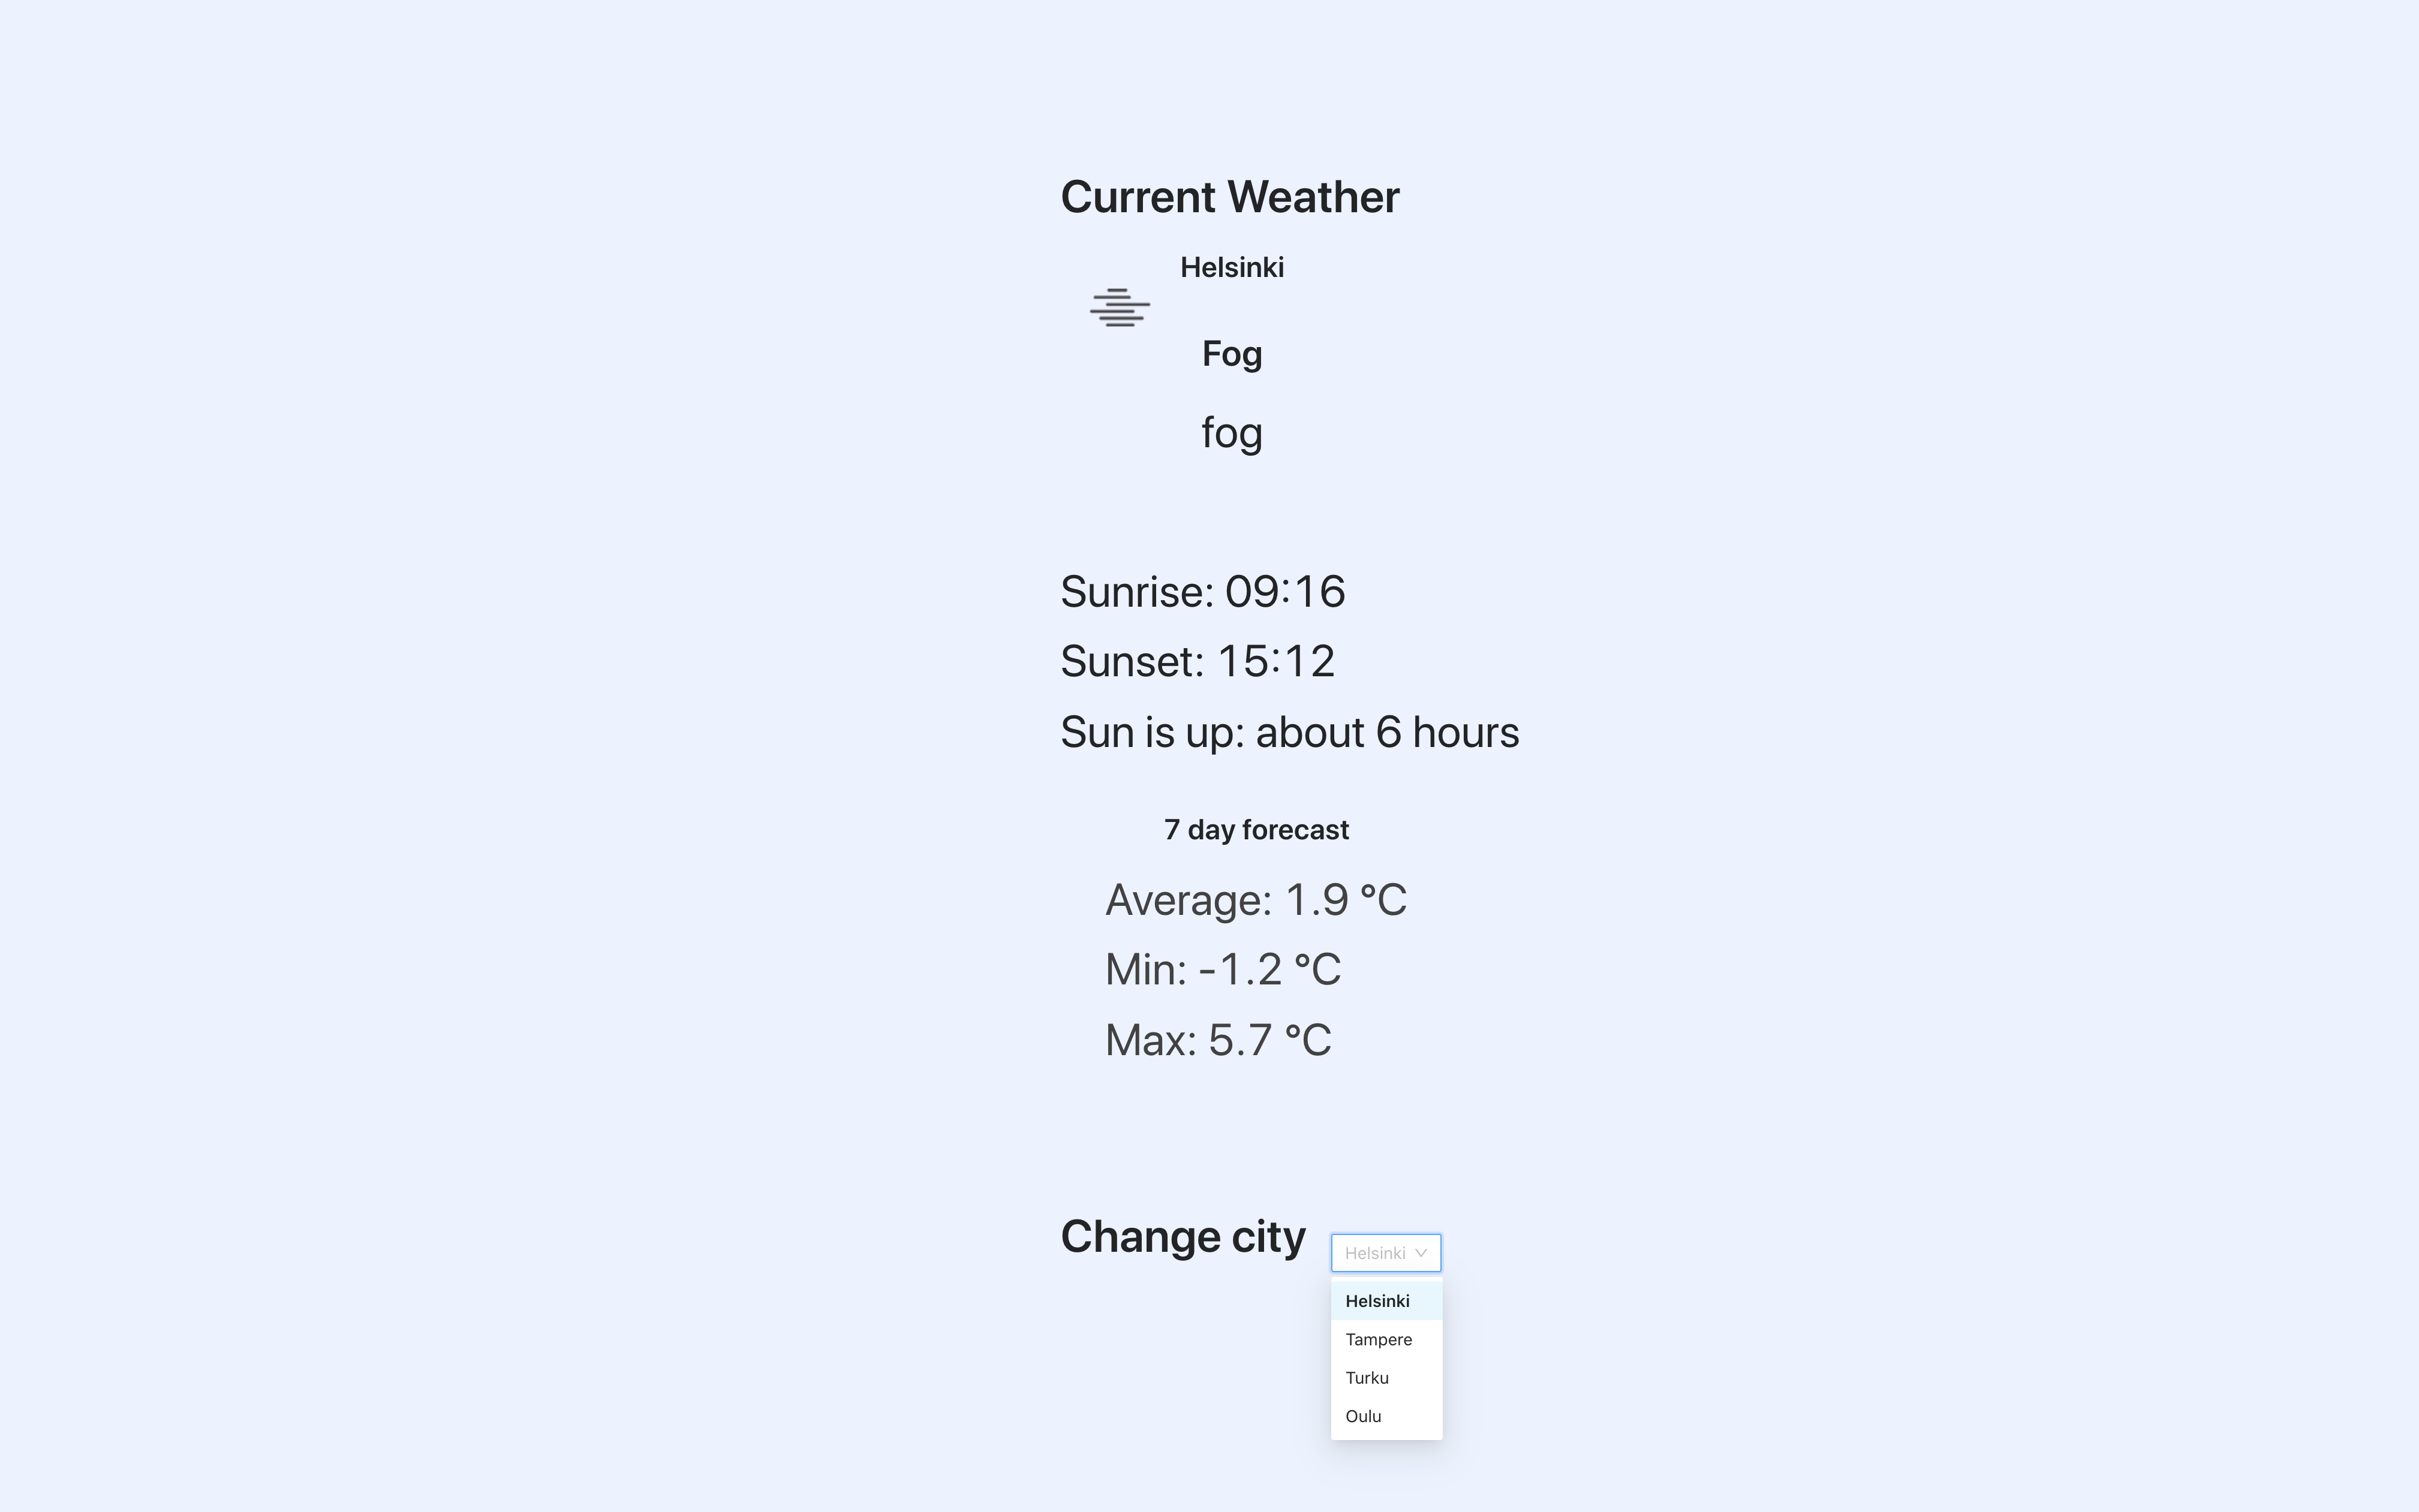 Current Weather
Helsinki
Fog
fog
Sunrise: 09:16
Sunset: 15:12
Sun is up: about 6 hours
7 day forecast
Average: 1.9 °C
Min: -1.2 °C
Max: 5.7 °C
Change city
Helsinki
Helsinki
Tampere
Turku
Oulu